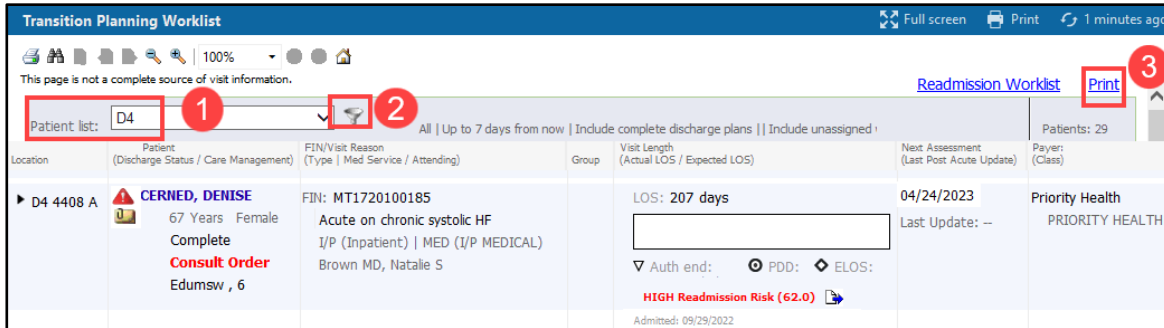 Transition Planning Worklist Full screen Print 1 minutes ago
100%
This page is not a complete source of visit information.
Readmission Worklist Print 3
Patient list: D4 1 2 All | Up to 7 days from now | Include complete discharge plans | | Include unassigned Patients: 29
Location Patient FIN/Visit Reason Group Visit Length Next Assessment Payer:
(Discharge Status / Care Management) (Type | Med Service / Attending) (Actual LOS / Expected LOS) (Last Post Acute Update) (Class)
D4 4408 A CERNED, DENISE FIN: MT1720100185 LOS: 207 days 04/24/2023 Priority Health
67 Years Female Acute on chronic systolic HF Last Update: -- PRIORITY HEALTH
Complete I/P (Inpatient) | MED (I/P MEDICAL)
Consult Order Brown MD, Natalie S Auth end: PDD: ELOS:
Edumsw , 6
HIGH Readmission Risk (62.0)
Admitted: 09/29/2022